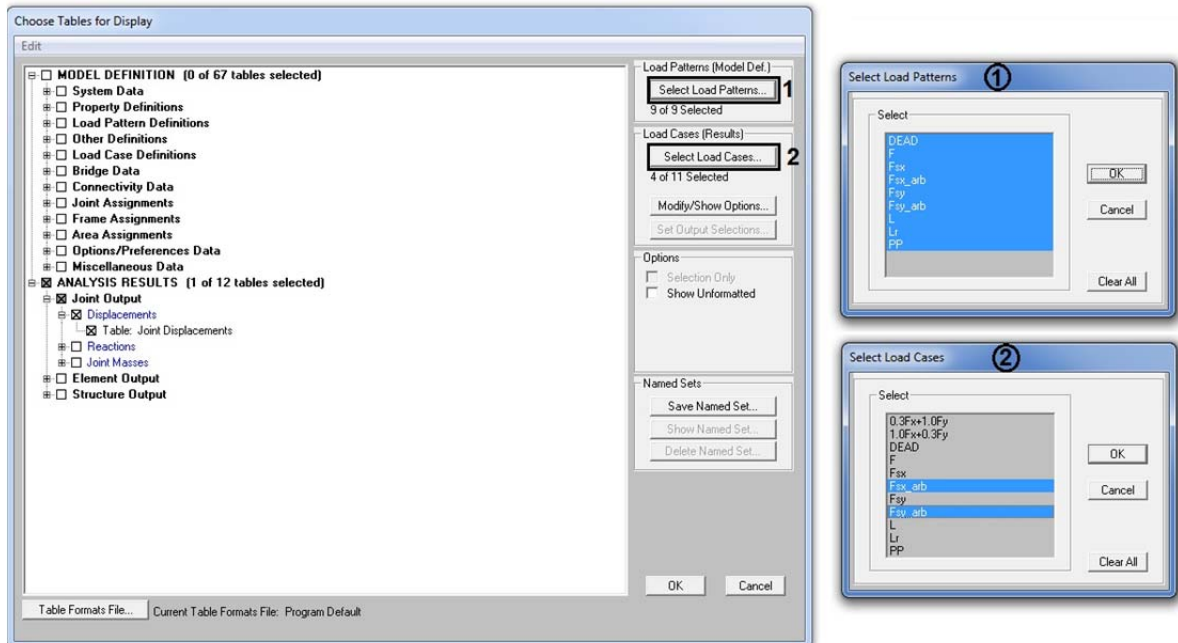 Choose Tables for Display
Edit
MODEL DEFINITION (0 of 67 tables selected)
System Data
Property Definitions
Load Pattern Definitions
Other Definitions
Load Case Definitions
Bridge Data
Connectivity Data
Joint Assignments
Frame Assignments
Area Assignments
Options/Preferences Data
Miscellaneous Data
ANALYSIS RESULTS (1 of 12 tables selected)
Joint Output
Displacements
Table: Joint Displacements
Reactions
Joint Masses
Element Output
Structure Output
Table Formats File...
Current Table Formats File: Program Default
Load Patterns (Model Def.)
Select Load Patterns...
1
9 of 9 Selected
Load Cases (Results)
Select Load Cases...
2
4 of 11 Selected
Modify/Show Options...
Set Output Selections...
Options
Selection Only
Show Unformatted
Named Sets
Save Named Set...
Show Named Set...
Delete Named Set...
OK
Cancel
Select Load Patterns
1
Select
DEAD
F
Fsx
Fsx_arb
Fsy
Fsy_arb
L
Lr
PP
OK
Cancel
Clear All
Select Load Cases
2
Select
0.3Fx+1.0Fy
1.0Fx+0.3Fy
DEAD
F
Fsx
Fsx_arb
Fsy
Fsy_arb
L
Lr
PP
OK
Cancel
Clear All